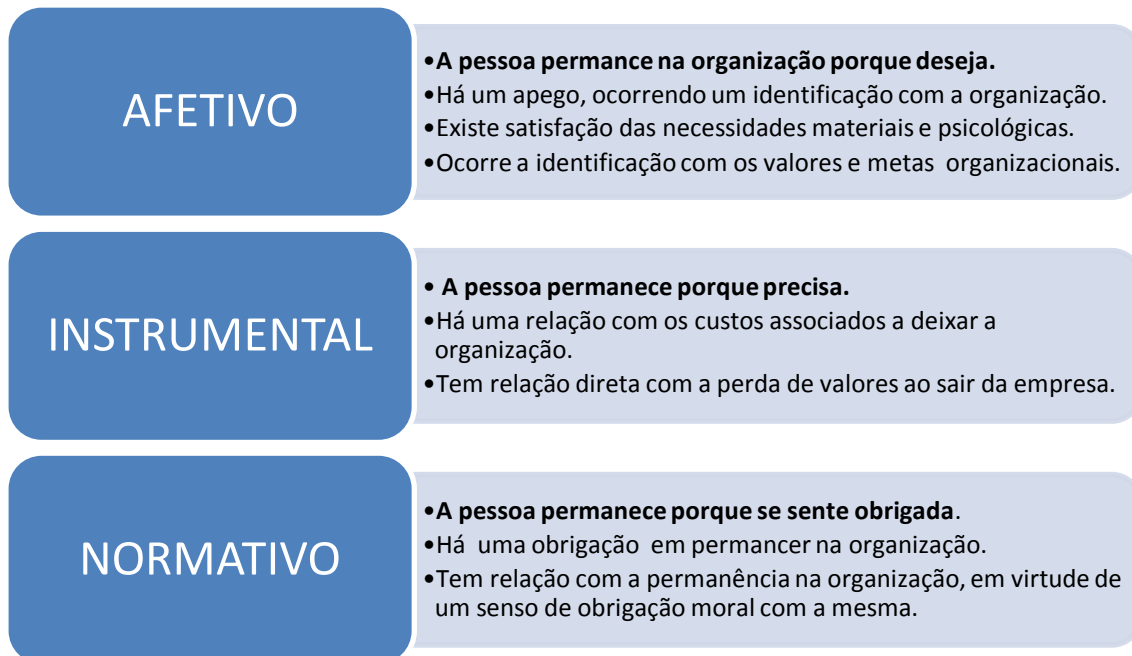 AFETIVO
•A pessoa permance na organização porque deseja.
•Há um apego, ocorrendo um identificação com a organização.
•Existe satisfação das necessidades materiais e psicológicas.
•Ocorre a identificação com os valores e metas organizacionais.
INSTRUMENTAL
• A pessoa permanece porque precisa.
•Há uma relação com os custos associados a deixar a
organização.
•Tem relação direta com a perda de valores ao sair da empresa.
NORMATIVO
•A pessoa permanece porque se sente obrigada.
•Há uma obrigação em permancer na organização.
•Tem relação com a permanência na organização, em virtude de
um senso de obrigação moral com a mesma.